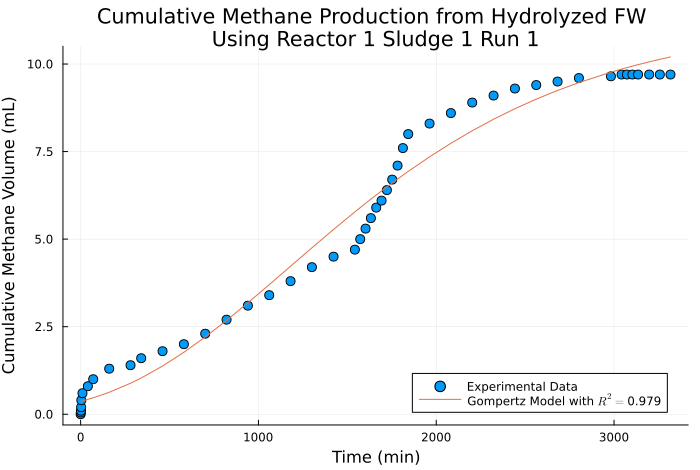 Cumulative Methane Production from Hydrolyzed FW
Using Reactor 1 Sludge 1 Run 1
Cumulative Methane Volume (mL)
10.0
7.5
5.0
2.5
0.0
0 1000 2000 3000
Time (min)
Experimental Data
Gompertz Model with R² = 0.979